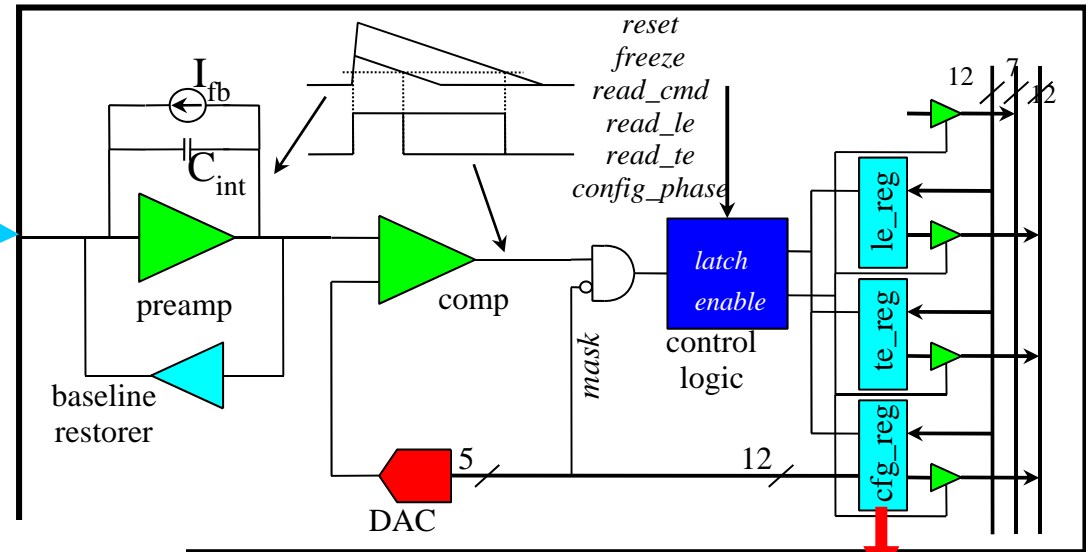 reset
freeze
read_cmd
read_le
read_te
config_phase
12
7
12
I
fb
C
int
preamp
baseline
restorer
comp
mask
latch
enable
control
logic
le_reg
te_reg
cfg_reg
5
12
DAC